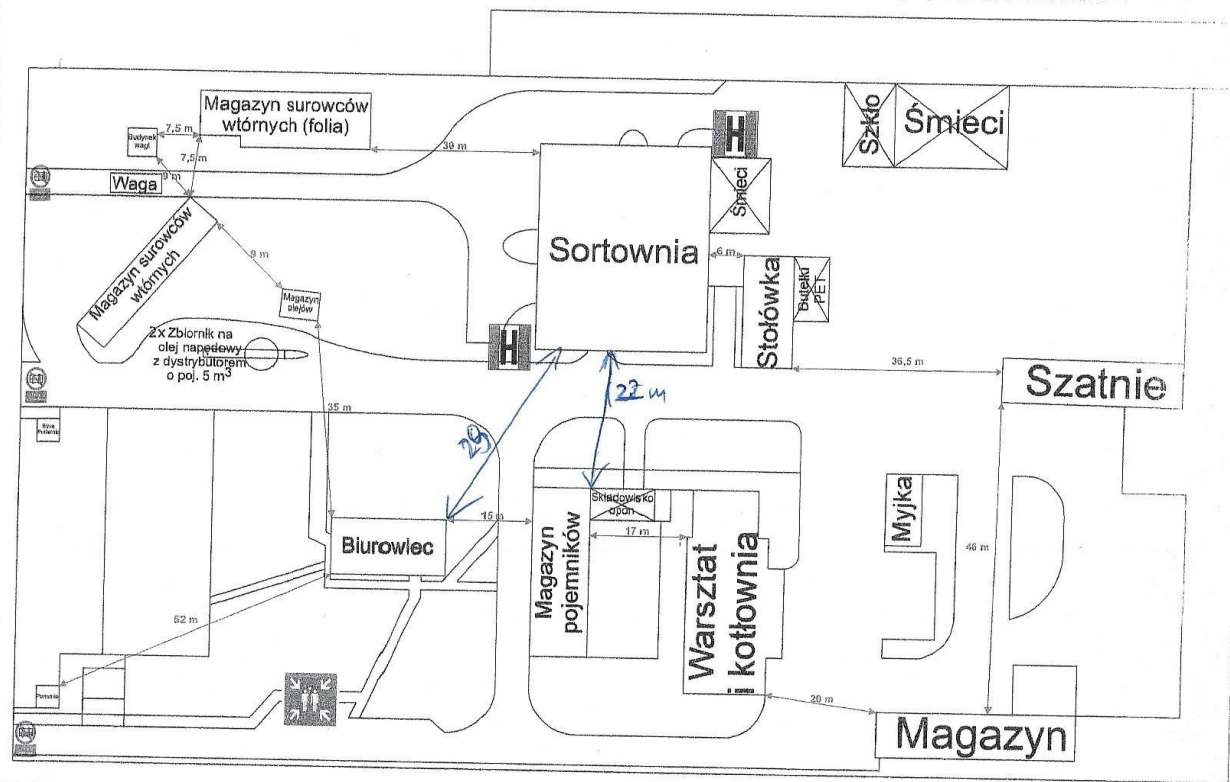 Magazyn surowców
wtórnych (folia)
Budynek
wagi
7,5 m
7,5 m
9 m
Waga
30 m
H
Szkło
Śmieci
Śmieci
Sortownia
6 m
Stołówka
Butelki
PET
Magazyn surowców
wtórnych
9 m
Magazyn
olejów
2x Zbiornik na
olej napędowy
z dystrybutorem
o poj. 5 m³
H
36,5 m
Szatnie
35 m
29
22 m
Składowisko
opon
15 m
17 m
Biurowiec
Magazyn
pojemników
Warsztat
i kotłownia
Myjka
46 m
52 m
20 m
Magazyn